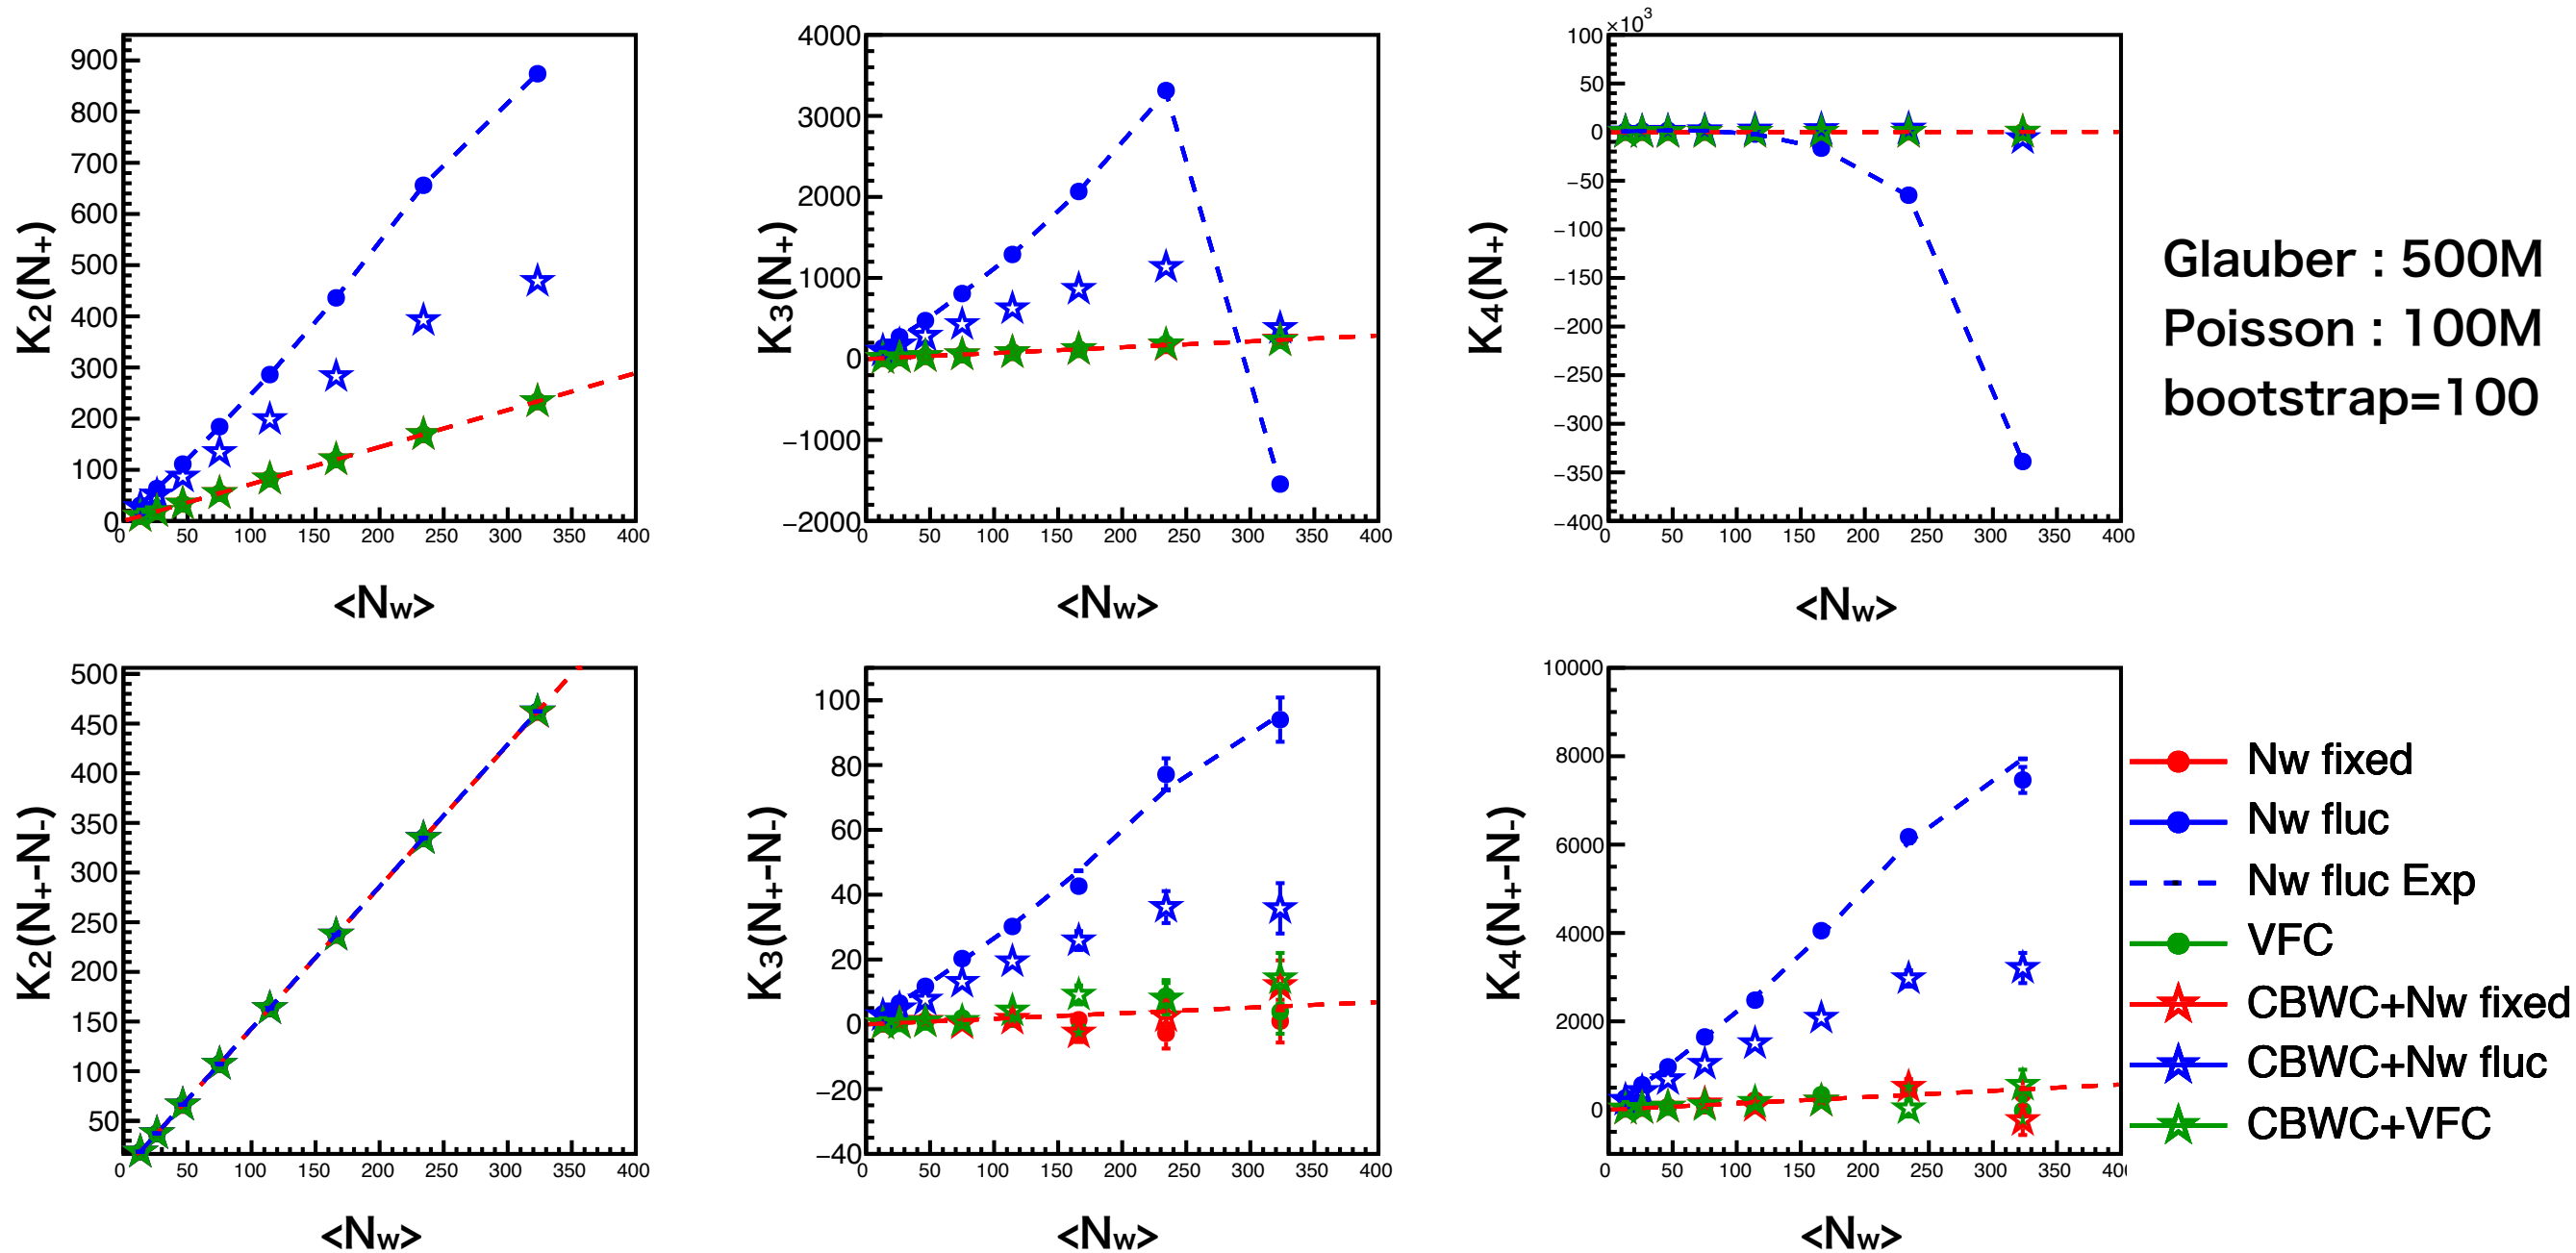 900
800
700
600
500
400
300
200
100
0
K2(N+)
0 50 100 150 200 250 300 350 400
<Nw>
4000
3000
2000
1000
0
−1000
−2000
K3(N+)
0 50 100 150 200 250 300 350 400
<Nw>
×10³
100
50
0
−50
−100
−150
−200
−250
−300
−350
−400
K4(N+)
0 50 100 150 200 250 300 350 400
<Nw>
Glauber : 500M
Poisson : 100M
bootstrap=100
500
450
400
350
300
250
200
150
100
50
K2(N+-N-)
0 50 100 150 200 250 300 350 400
<Nw>
100
80
60
40
20
0
−20
−40
K3(N+-N-)
0 50 100 150 200 250 300 350 400
<Nw>
10000
8000
6000
4000
2000
0
K4(N+-N-)
0 50 100 150 200 250 300 350 400
<Nw>
Nw fixed
Nw fluc
Nw fluc Exp
VFC
CBWC+Nw fixed
CBWC+Nw fluc
CBWC+VFC